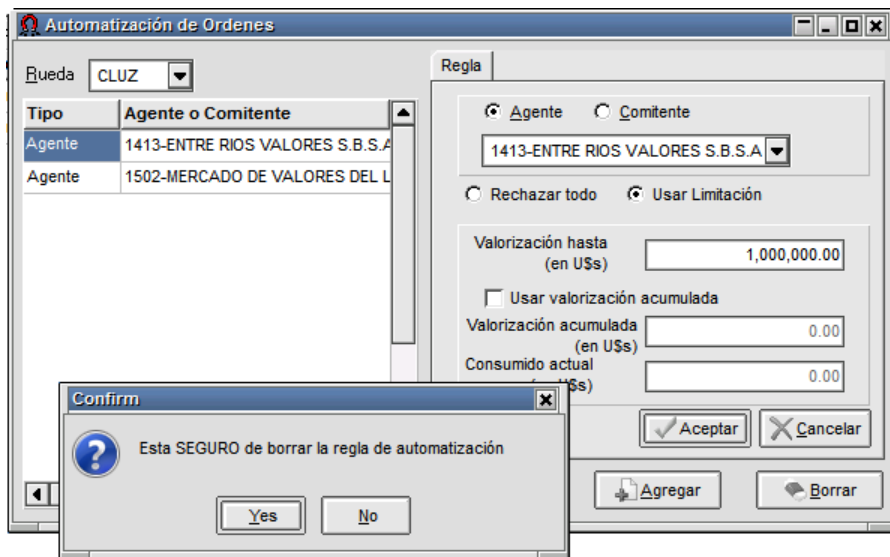 Automatización de Ordenes
Rueda CLUZ
Tipo Agente o Comitente
Agente 1413-ENTRE RIOS VALORES S.B.S.A
Agente 1502-MERCADO DE VALORES DEL L
Regla
Agente Comitente
1413-ENTRE RIOS VALORES S.B.S.A
Rechazar todo Usar Limitación
Valorización hasta
(en U$s) 1,000,000.00
Usar valorización acumulada
Valorización acumulada
(en U$s) 0.00
Consumido actual
U$s) 0.00
Aceptar Cancelar
Agregar Borrar
Confirm
Esta SEGURO de borrar la regla de automatización
Yes No